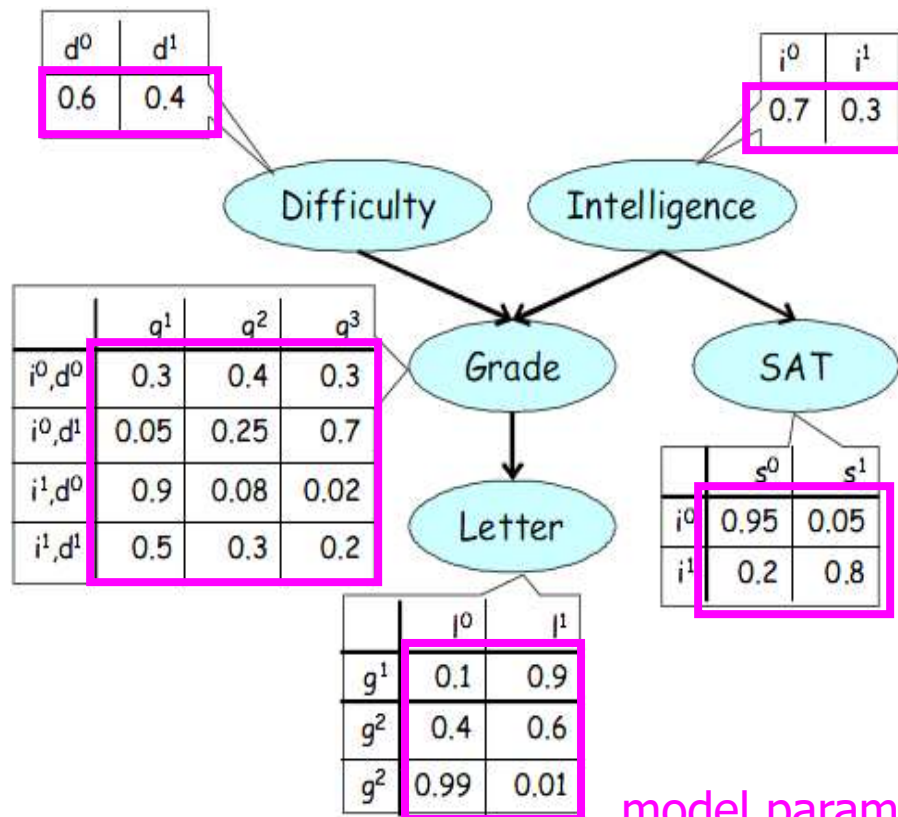 d⁰ d¹
0.6 0.4
i⁰ i¹
0.7 0.3
Difficulty Intelligence
g¹ g² g³
i⁰,d⁰ 0.3 0.4 0.3
i⁰,d¹ 0.05 0.25 0.7
i¹,d⁰ 0.9 0.08 0.02
i¹,d¹ 0.5 0.3 0.2
Grade SAT
s⁰ s¹
i⁰ 0.95 0.05
i¹ 0.2 0.8
Letter
l⁰ l¹
g¹ 0.1 0.9
g² 0.4 0.6
g² 0.99 0.01
model param